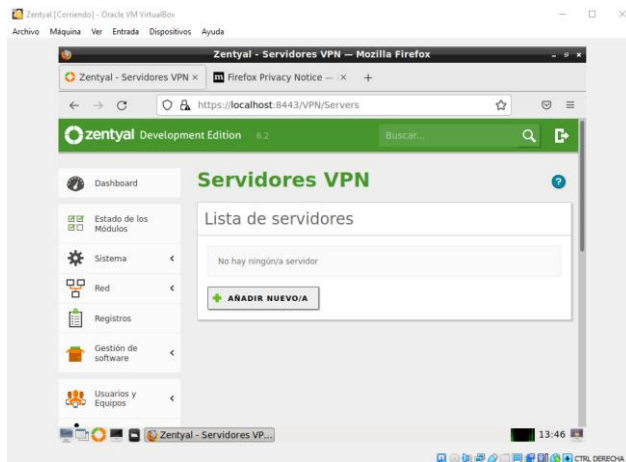 Zentyal [Corriendo] - Oracle VM VirtualBox
Archivo Máquina Ver Entrada Dispositivos Ayuda
Zentyal - Servidores VPN — Mozilla Firefox
Zentyal - Servidores VPN × Firefox Privacy Notice — × +
https://localhost:8443/VPN/Servers
zentyal Development Edition 6.2 Buscar...
Dashboard
Estado de los
Módulos
Sistema
Red
Registros
Gestión de
software
Usuarios y
Equipos
Servidores VPN
Lista de servidores
No hay ningún/a servidor
AÑADIR NUEVO/A
Zentyal - Servidores VP... 13:46
CTRL DERECHA